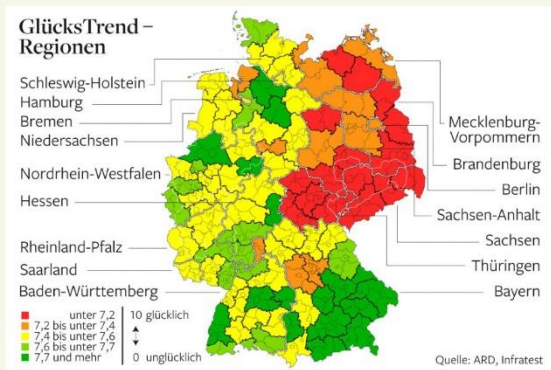 GlücksTrend –
Regionen
Schleswig-Holstein
Hamburg
Bremen
Niedersachsen
Nordrhein-Westfalen
Hessen
Rheinland-Pfalz
Saarland
Baden-Württemberg
Mecklenburg-
Vorpommern
Brandenburg
Berlin
Sachsen-Anhalt
Sachsen
Thüringen
Bayern
unter 7,2
7,2 bis unter 7,4
7,4 bis unter 7,6
7,6 bis unter 7,7
7,7 und mehr
10 glücklich
0 unglücklich
Quelle: ARD, Infratest